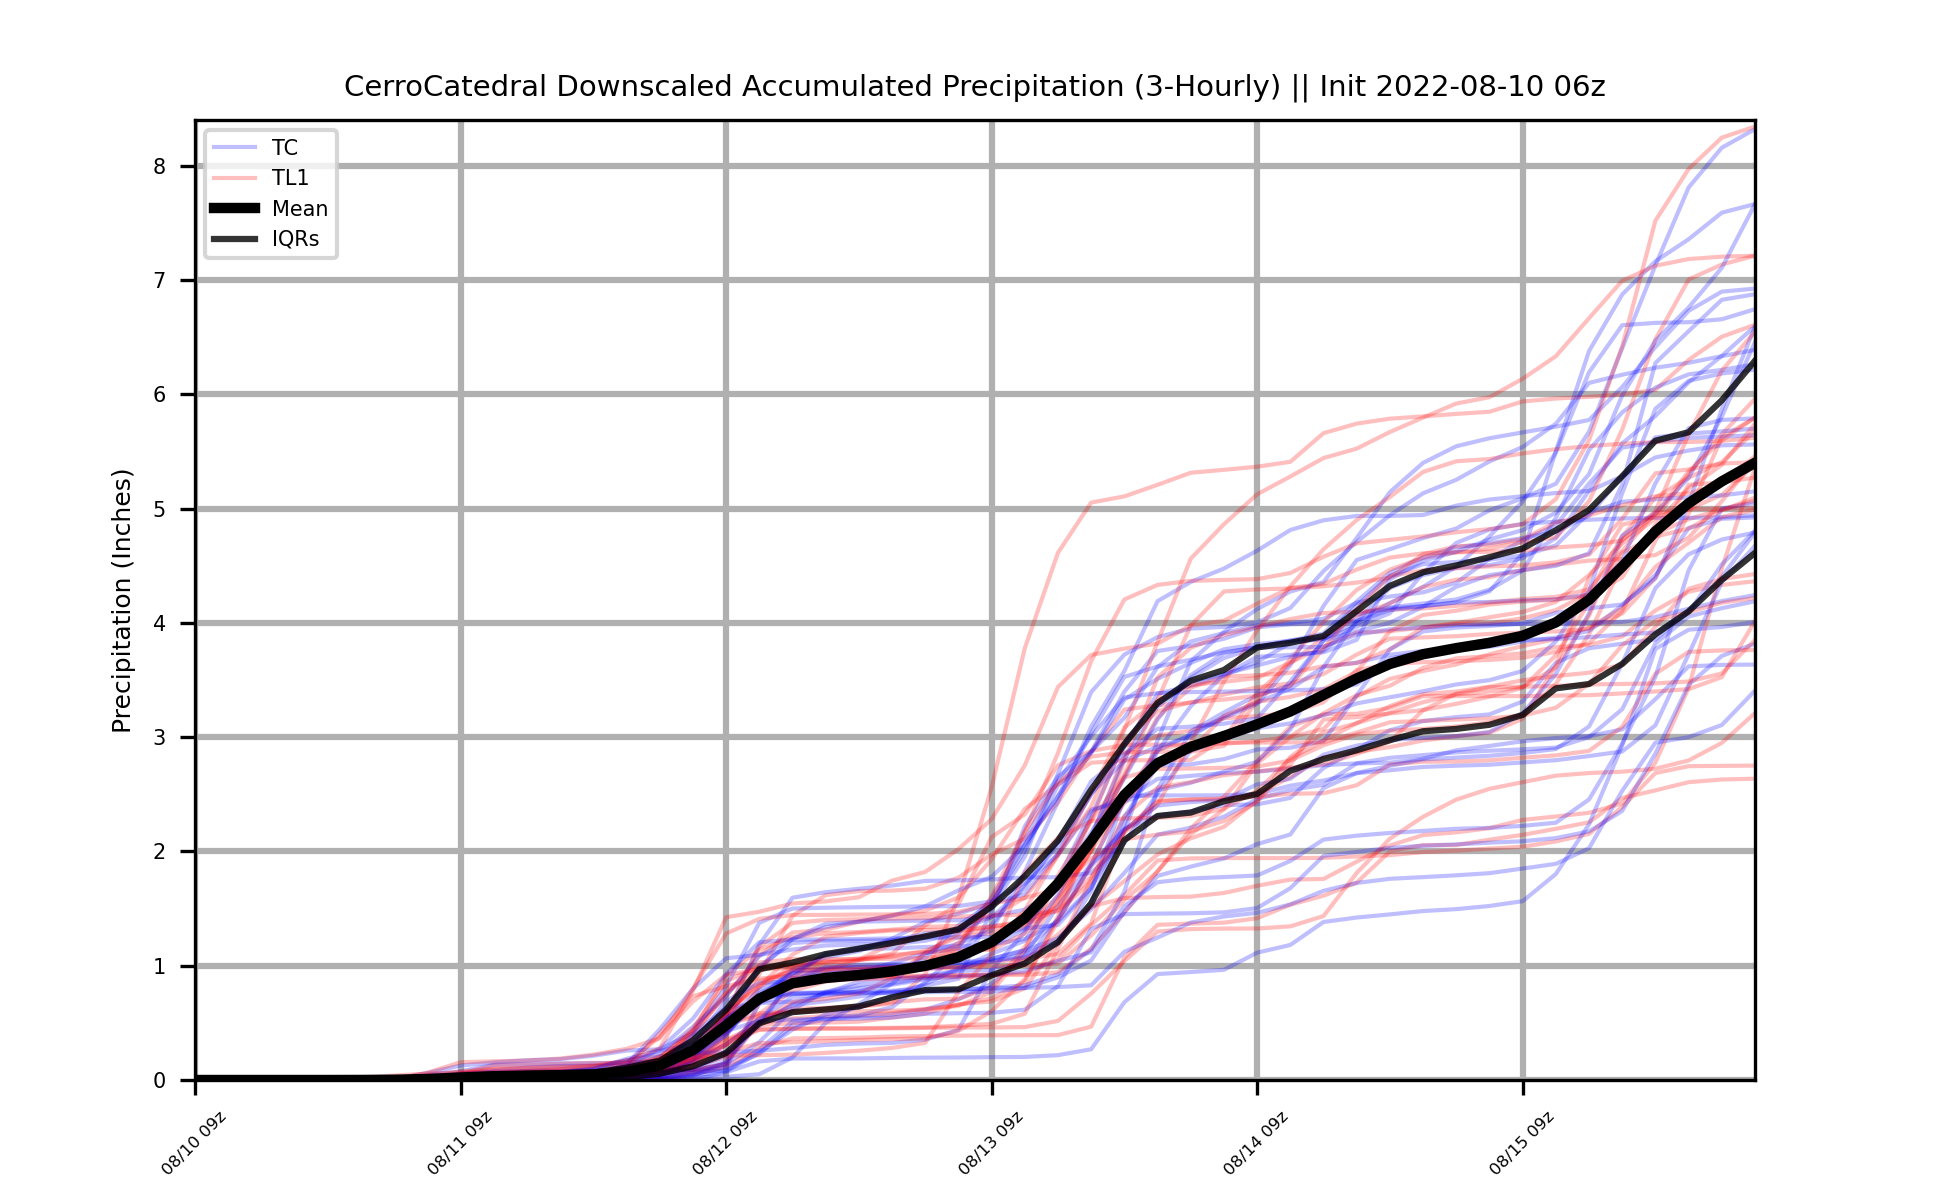 CerroCatedral Downscaled Accumulated Precipitation (3-Hourly) || Init 2022-08-10 06z
TC
TL1
Mean
IQRs
Precipitation (Inches)
8
7
6
5
4
3
2
1
0
08/10 09z
08/11 09z
08/12 09z
08/13 09z
08/14 09z
08/15 09z